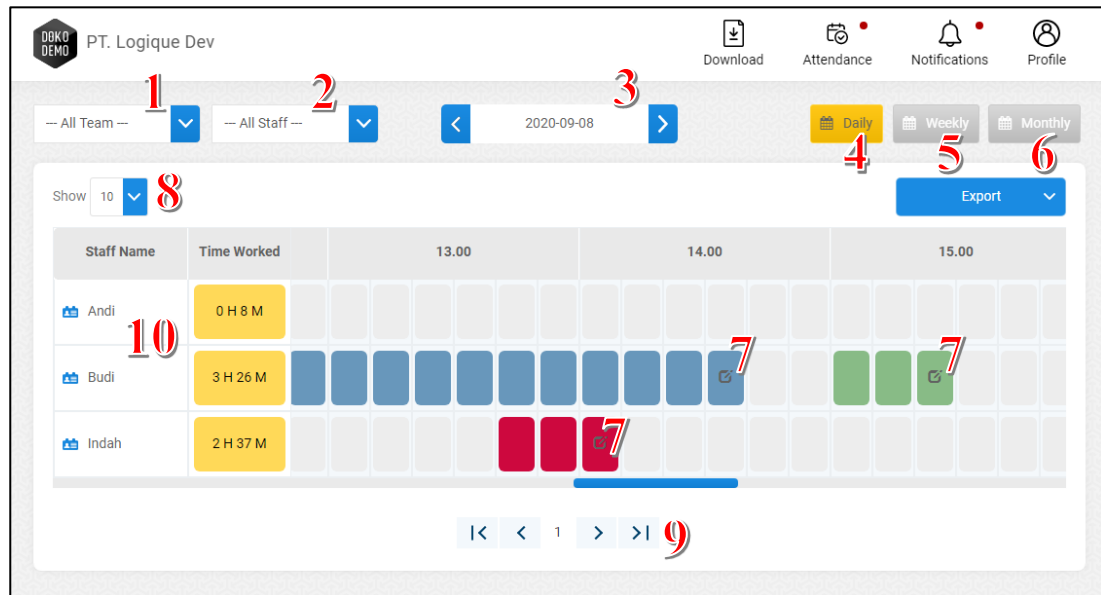 DOKO
DEMO
PT. Logique Dev
Download
Attendance
Notifications
Profile
1
2
3
--- All Team ---
--- All Staff ---
2020-09-08
Daily
Weekly
Monthly
4
5
6
Show 10
8
Export
Staff Name
Time Worked
13.00
14.00
15.00
Andi
0 H 8 M
10
7
7
Budi
3 H 26 M
7
Indah
2 H 37 M
1
9